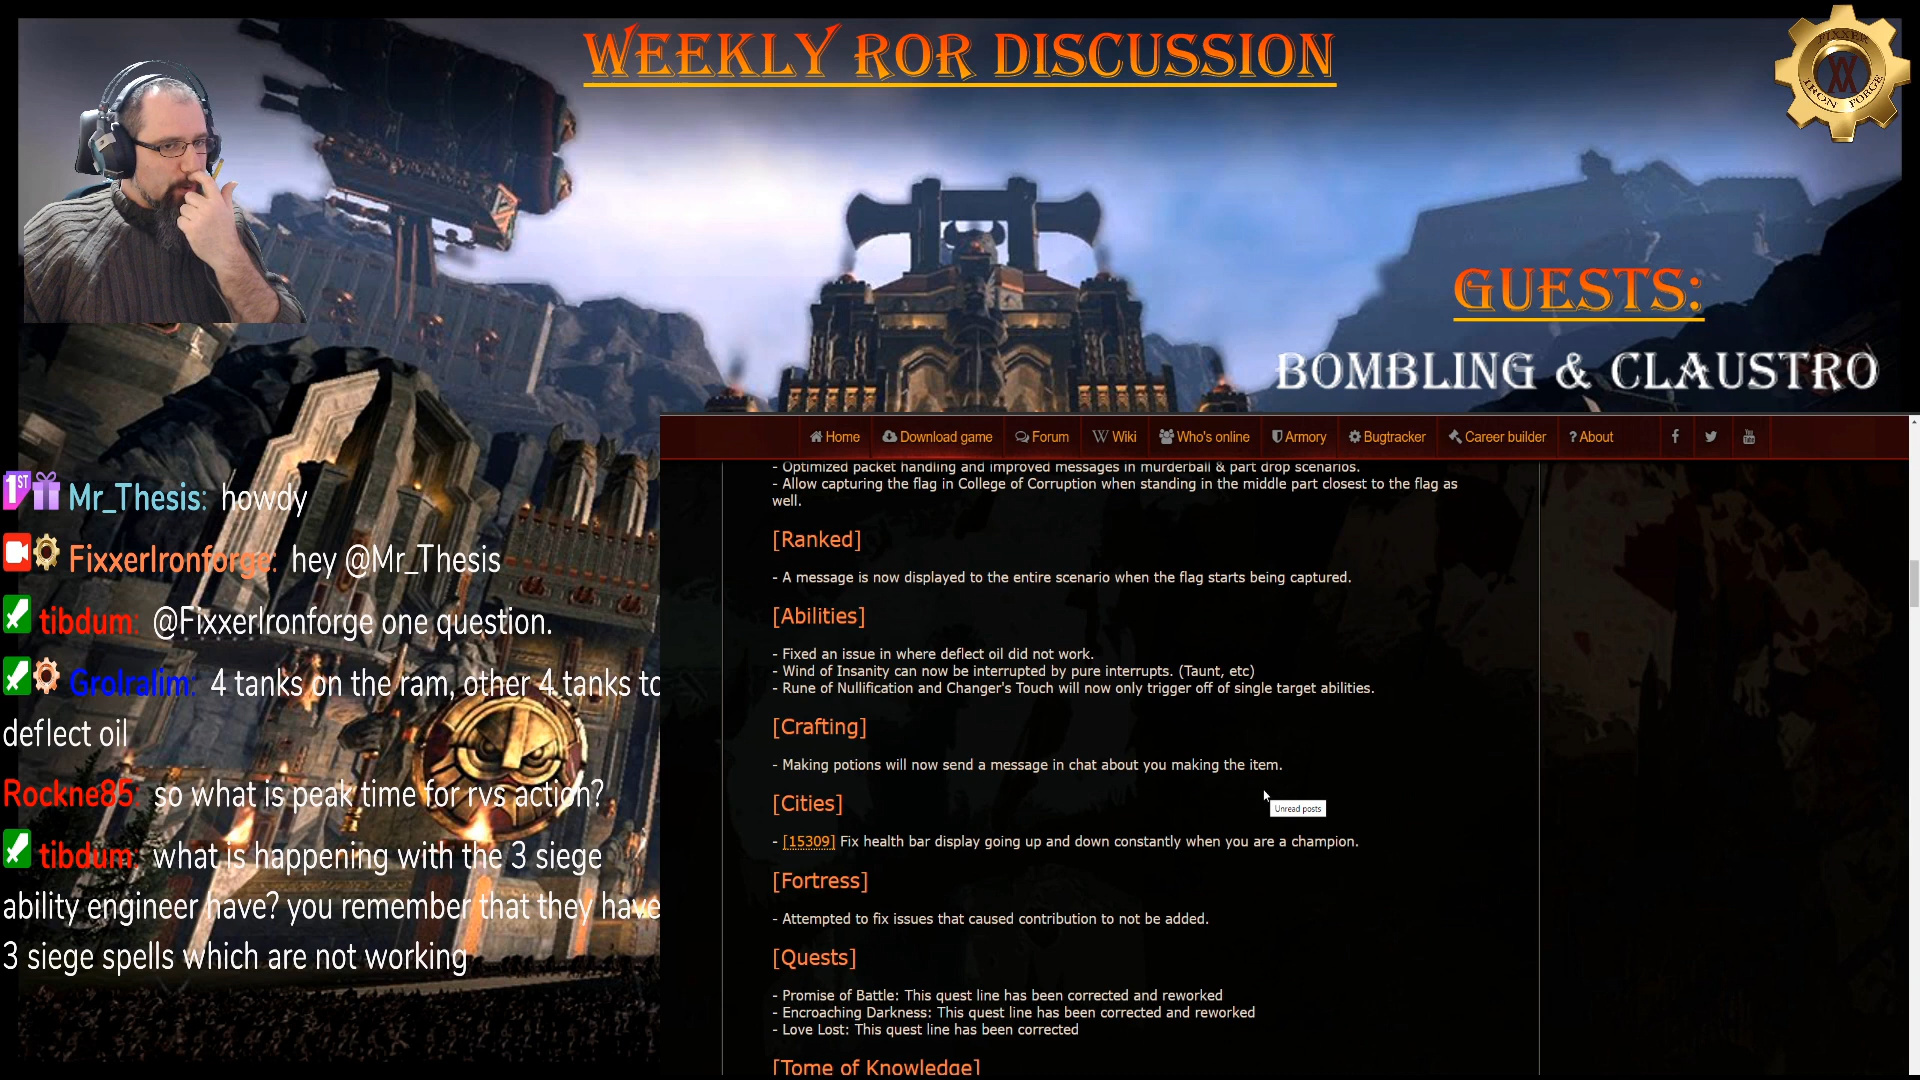 WEEKLY ROR DISCUSSION
FIXXER
IRON FORGE
GUESTS:
BOMBLING & CLAUSTRO
Home Download game Forum Wiki Who's online Armory Bugtracker Career builder ? About
- Optimized packet handling and improved messages in murderball & part drop scenarios.
- Allow capturing the flag in College of Corruption when standing in the middle part closest to the flag as
well.
[Ranked]
- A message is now displayed to the entire scenario when the flag starts being captured.
[Abilities]
- Fixed an issue in where deflect oil did not work.
- Wind of Insanity can now be interrupted by pure interrupts. (Taunt, etc)
- Rune of Nullification and Changer's Touch will now only trigger off of single target abilities.
[Crafting]
- Making potions will now send a message in chat about you making the item.
Unread posts
[Cities]
- [15309] Fix health bar display going up and down constantly when you are a champion.
[Fortress]
- Attempted to fix issues that caused contribution to not be added.
[Quests]
- Promise of Battle: This quest line has been corrected and reworked
- Encroaching Darkness: This quest line has been corrected and reworked
- Love Lost: This quest line has been corrected
[Tome of Knowledge]
1ST Mr_Thesis: howdy
FixxerIronforge: hey @Mr_Thesis
tibdum: @FixxerIronforge one question.
Grolralim: 4 tanks on the ram, other 4 tanks to
deflect oil
Rockne85: so what is peak time for rvs action?
tibdum: what is happening with the 3 siege
ability engineer have? you remember that they have
3 siege spells which are not working